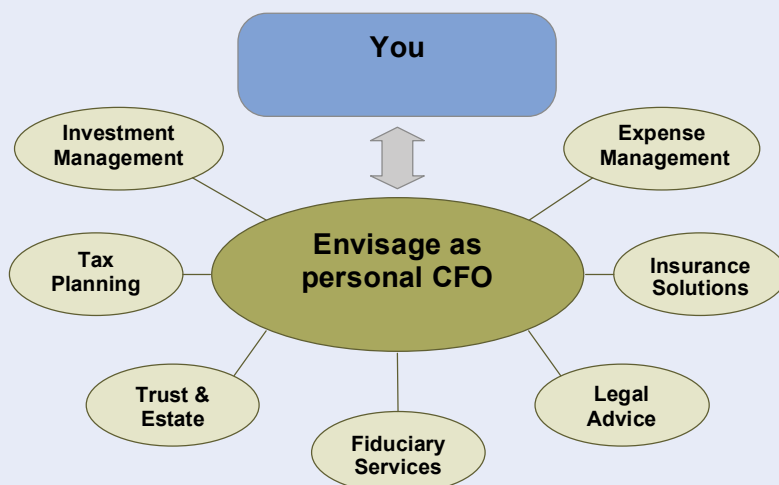 You
Investment
Management
Expense
Management
Envisage as
personal CFO
Tax
Planning
Insurance
Solutions
Trust &
Estate
Legal
Advice
Fiduciary
Services